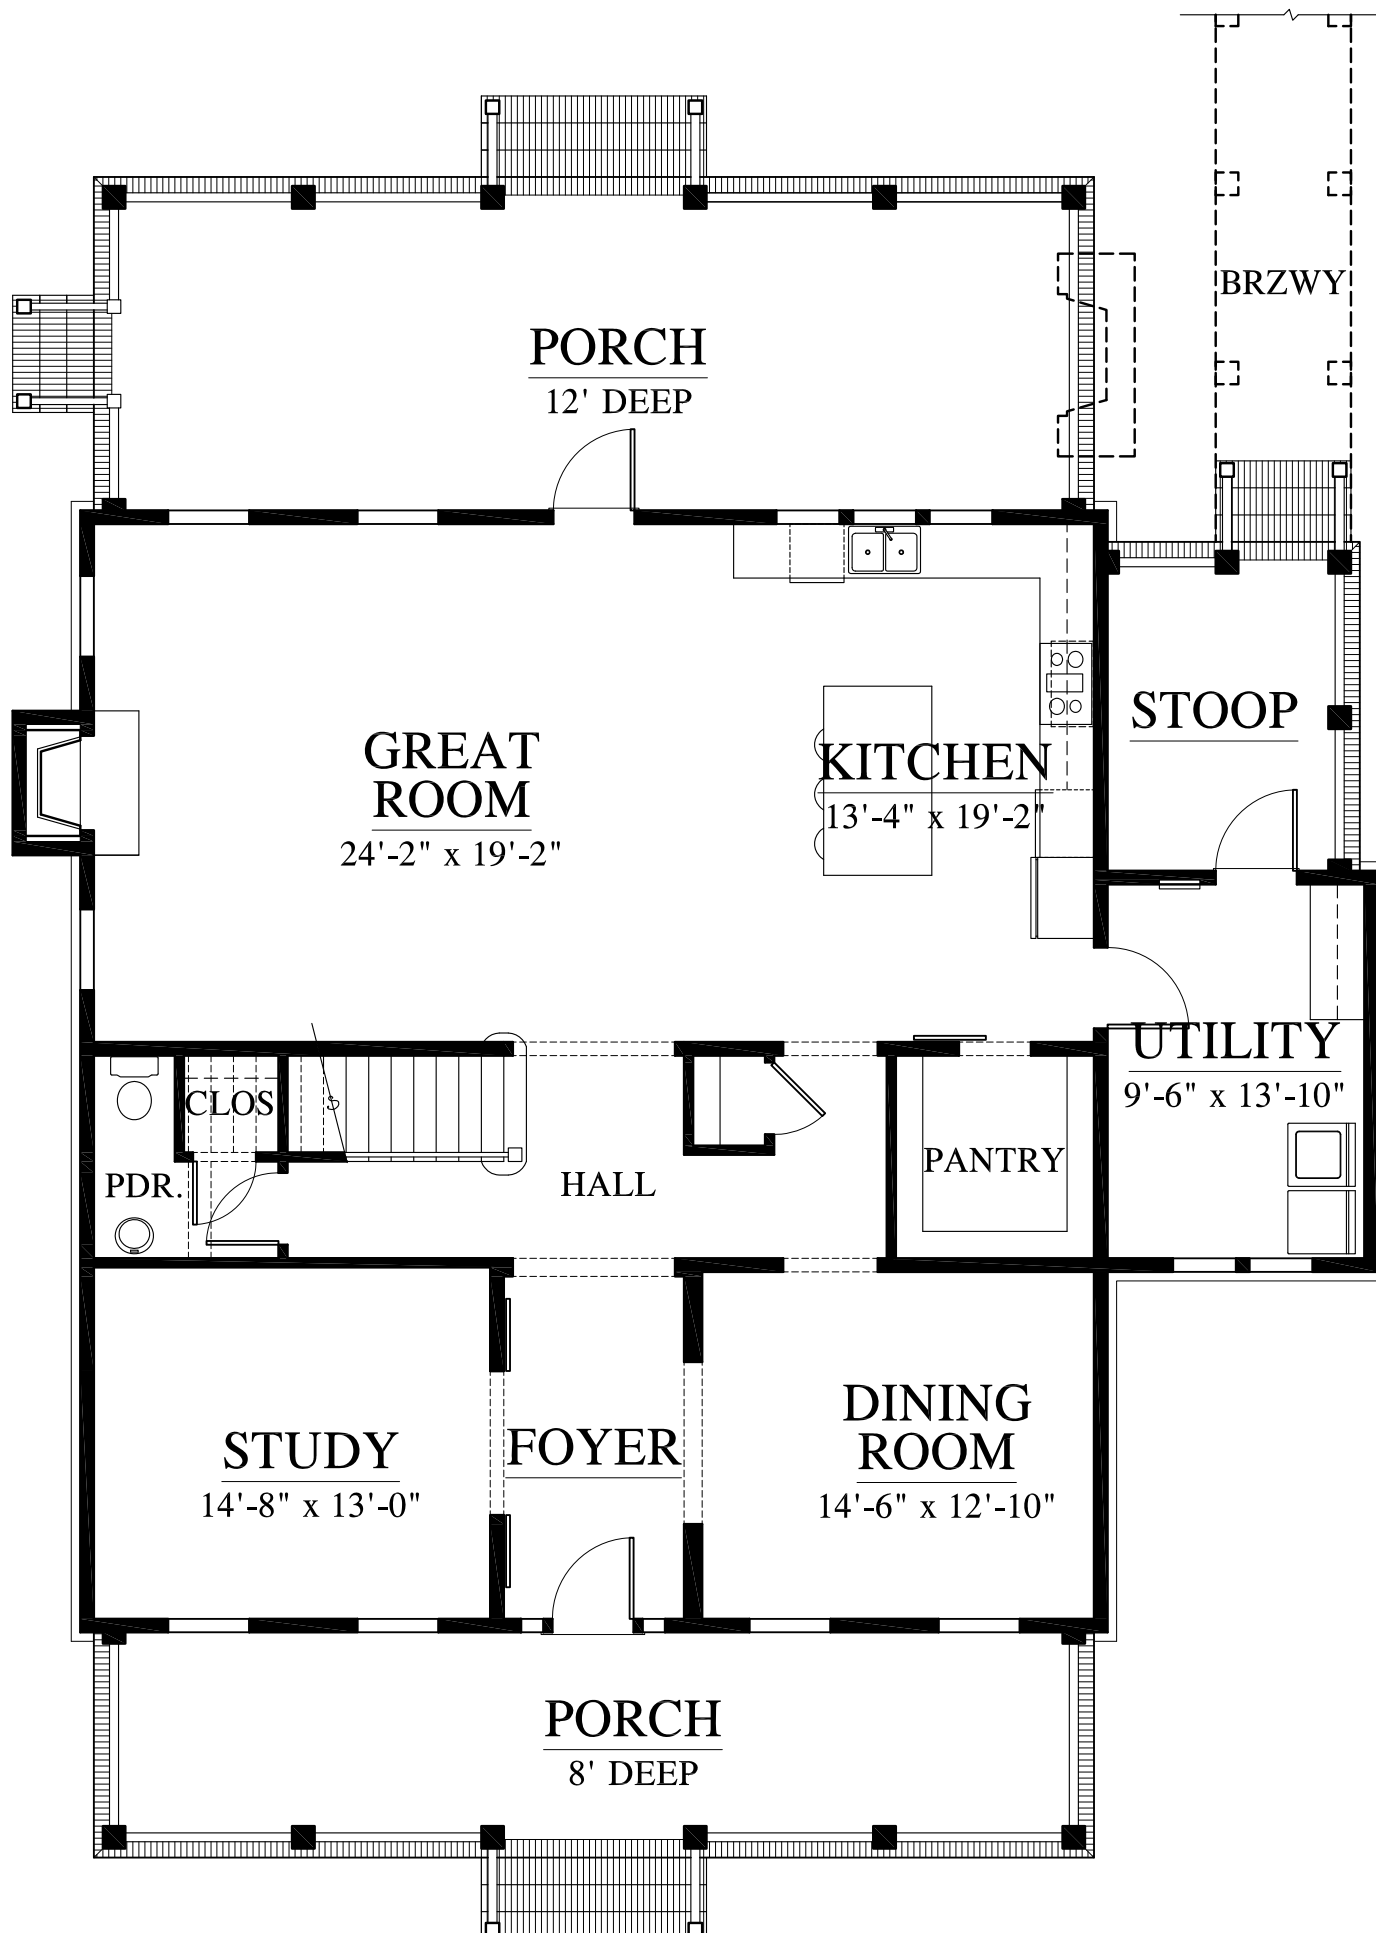 BRZWY
PORCH
12' DEEP
STOOP
GREAT
ROOM
24'-2" x 19'-2"
KITCHEN
13'-4" x 19'-2"
UTILITY
9'-6" x 13'-10"
CLOS
PDR.
HALL
PANTRY
STUDY
14'-8" x 13'-0"
FOYER
DINING
ROOM
14'-6" x 12'-10"
PORCH
8' DEEP